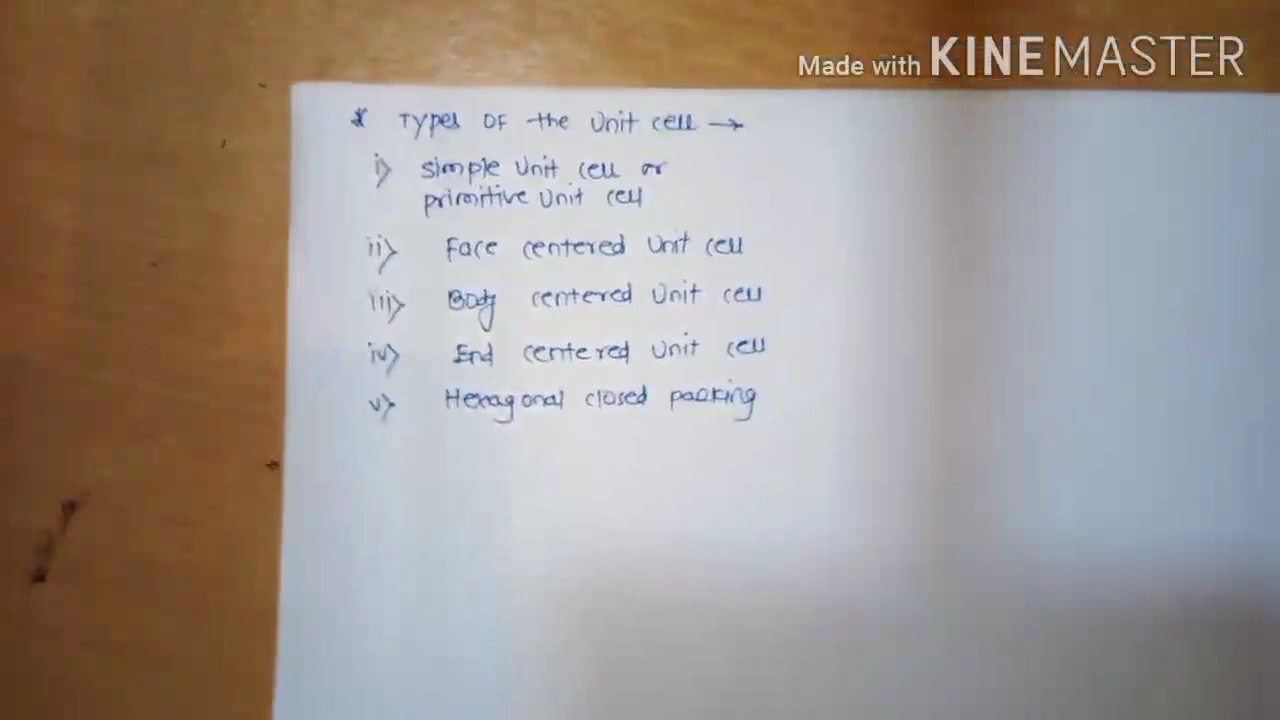 Made with KINEMASTER
* Types OF the Unit cell →
i) simple Unit cell or
primitive Unit cell
ii) Face centered Unit cell
iii) Body centered Unit cell
iv) End centered Unit cell
v) Hexagonal closed packing